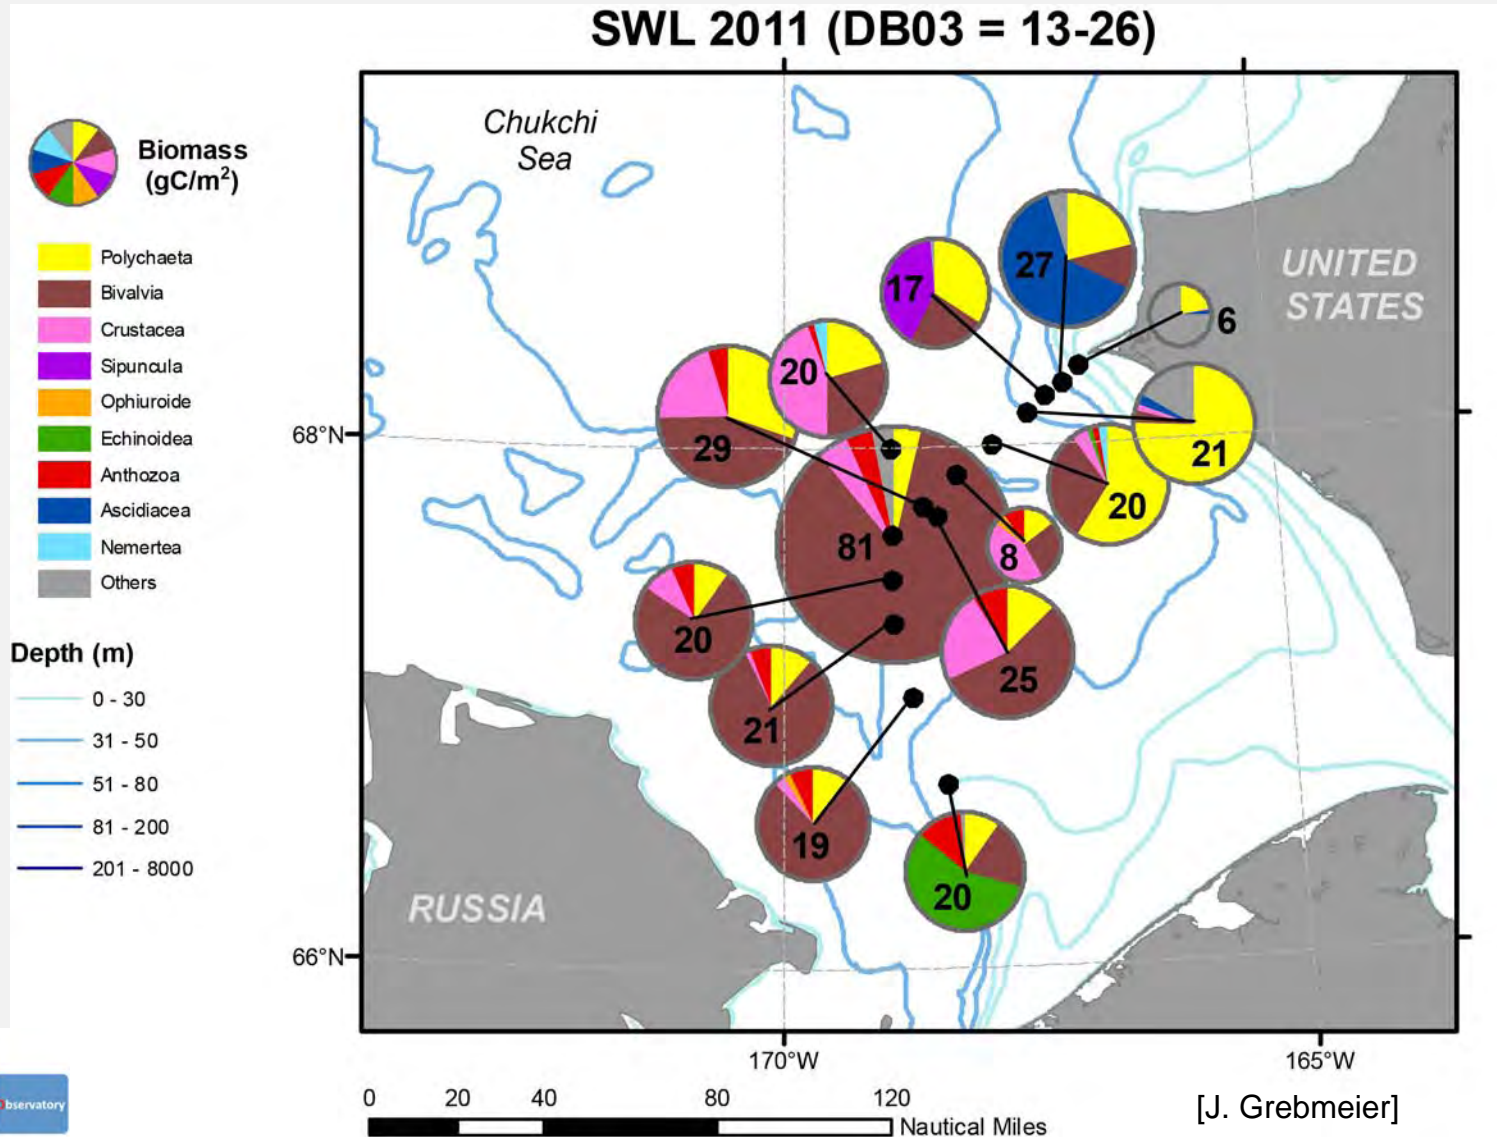 SWL 2011 (DB03 = 13-26)
Chukchi
Sea
Biomass
(gC/m²)
Polychaeta
Bivalvia
Crustacea
Sipuncula
Ophiuroide
Echinoidea
Anthozoa
Ascidiacea
Nemertea
Others
Depth (m)
0 - 30
31 - 50
51 - 80
81 - 200
201 - 8000
UNITED
STATES
RUSSIA
27
17
6
20
29
21
20
81
8
20
25
21
19
20
68°N
66°N
170°W
165°W
0 20 40 80 120
Nautical Miles
[J. Grebmeier]